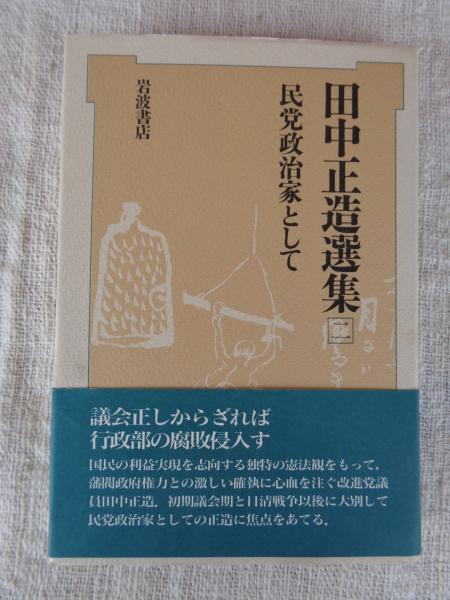 田中正造選集 二
民党政治家として
岩波書店
議会正しからざれば
行政部の腐敗侵入す
国民の利益実現を志向する独特の憲法観をもって,
藩閥政府権力との激しい確執に心血を注ぐ改進党議
員田中正造. 初期議会期と日清戦争以後に大別して
民党政治家としての正造に焦点をあてる.